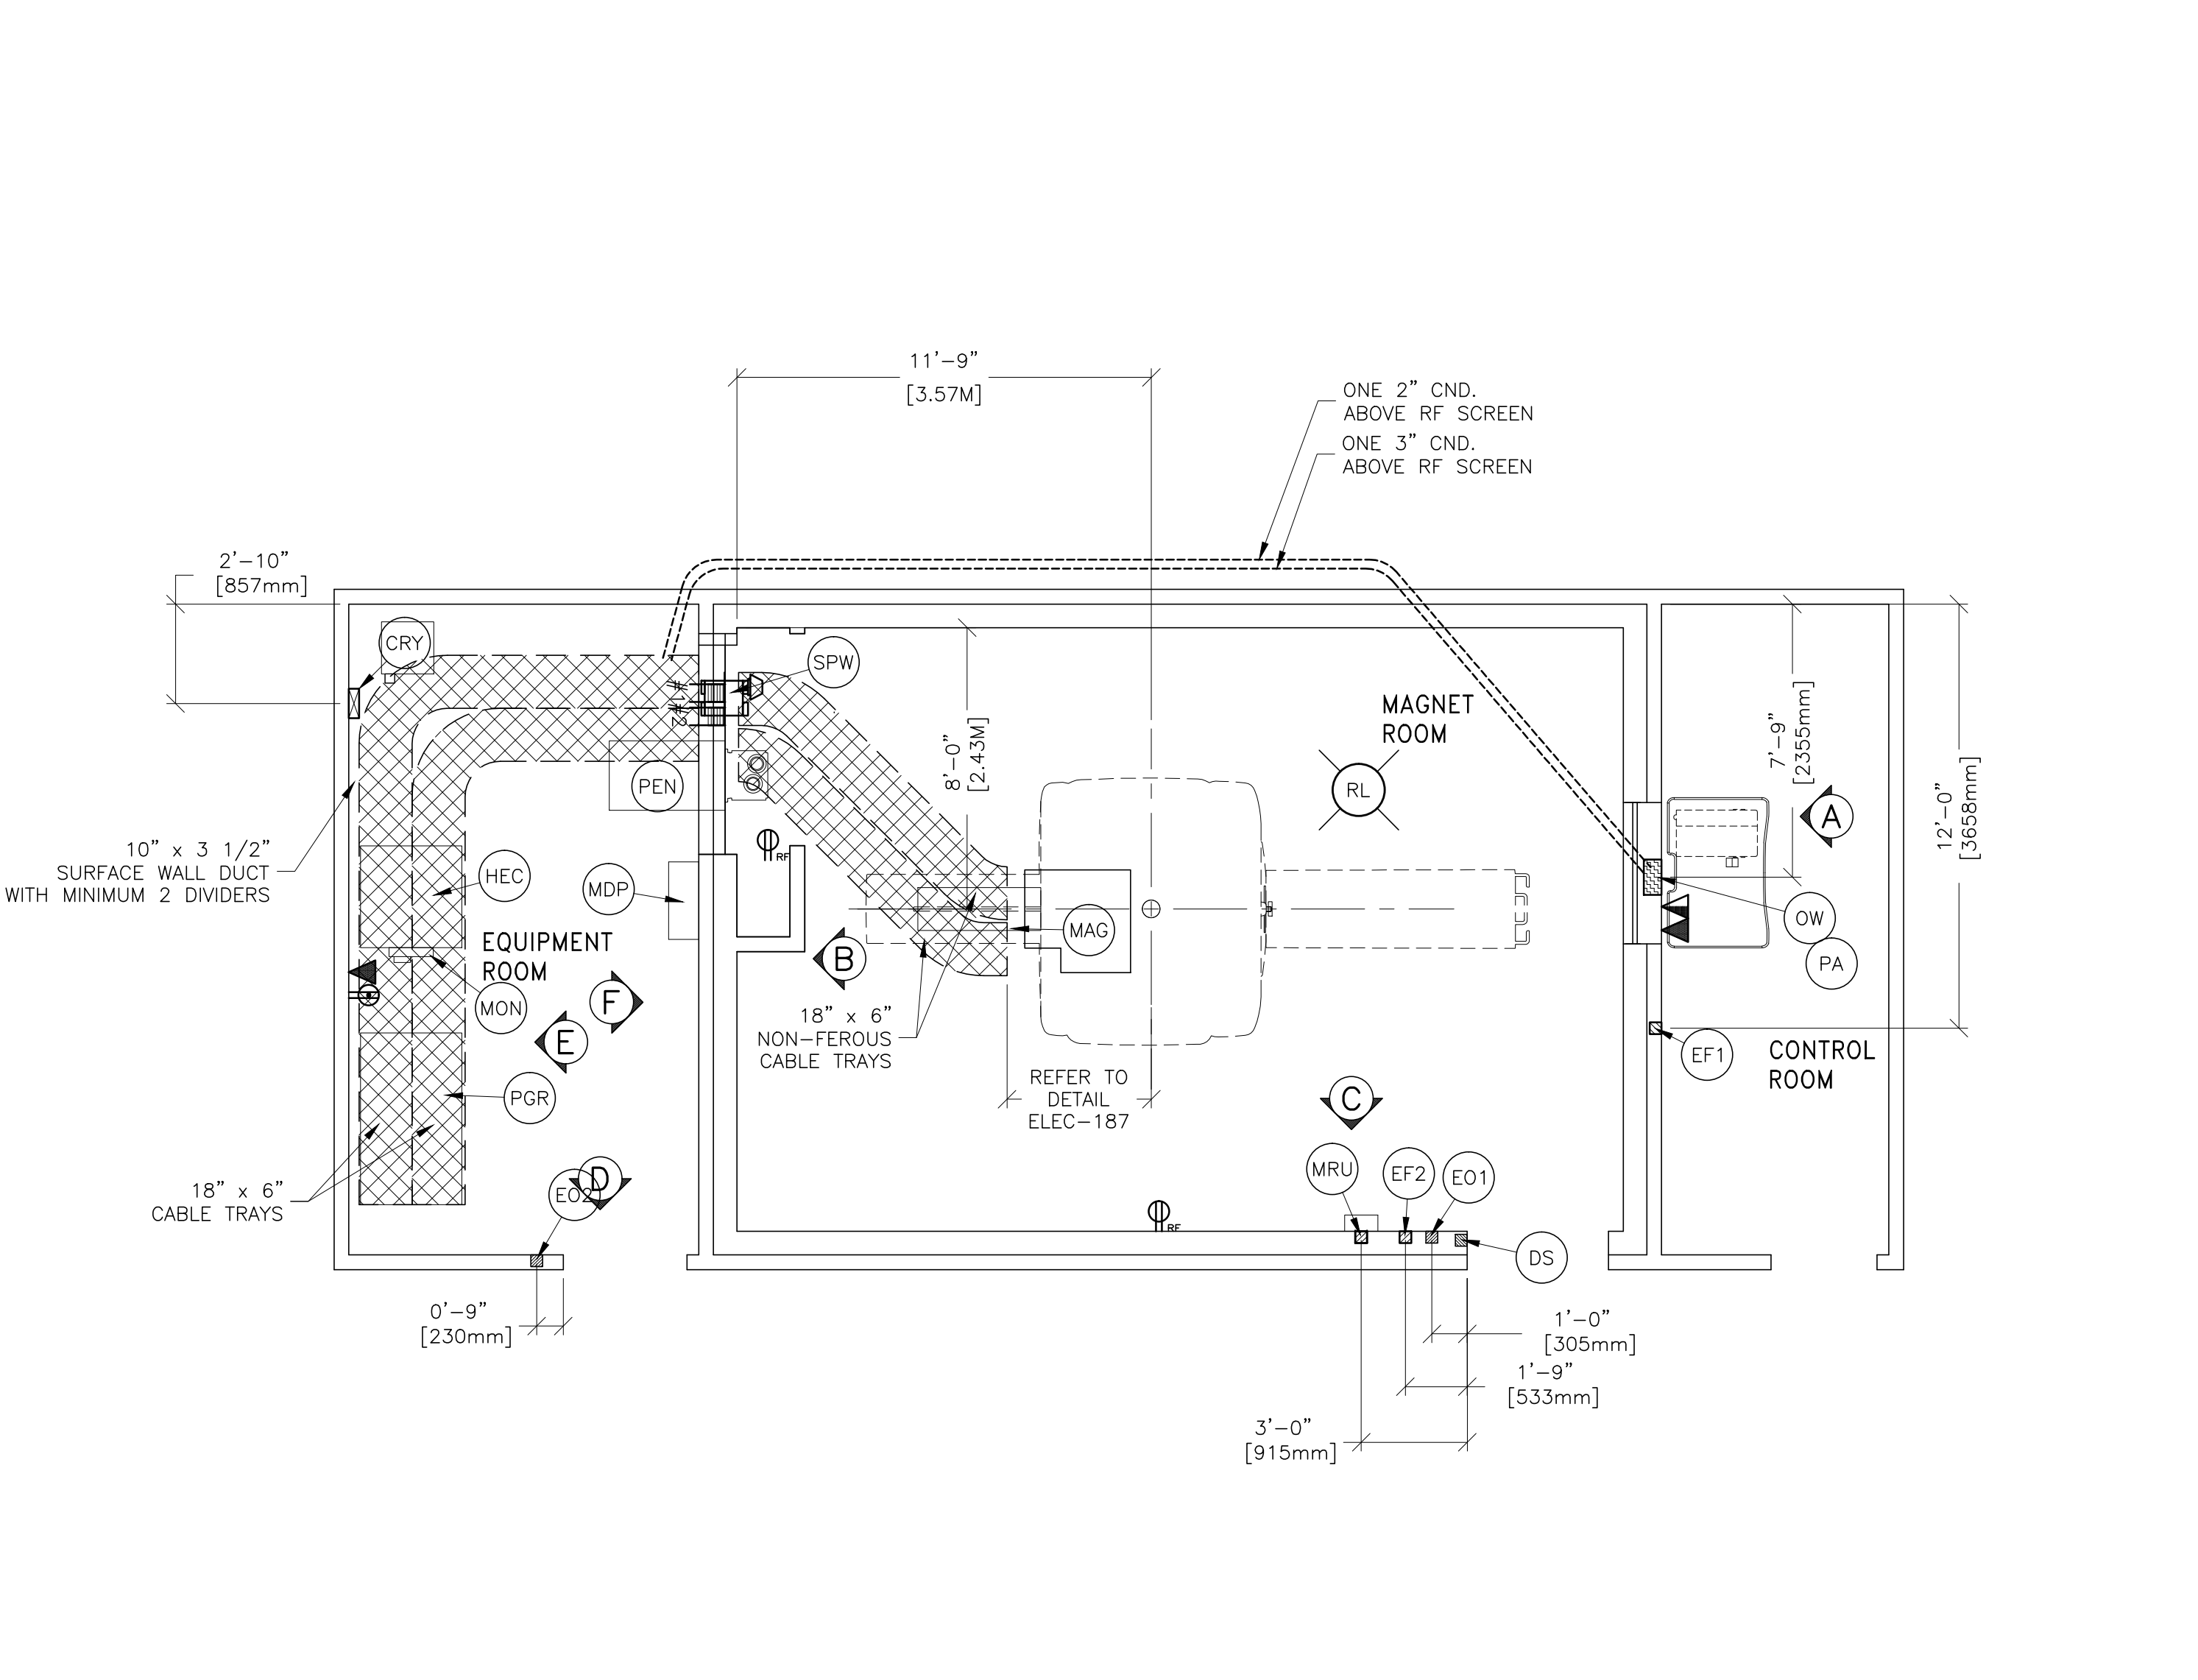 11'-9"
[3.57M]
ONE 2" CND.
ABOVE RF SCREEN
ONE 3" CND.
ABOVE RF SCREEN
2'-10"
[857mm]
CRY
SPW
#1
#2
PEN
RF
8'-0"
[2.43M]
MAGNET
ROOM
RL
7'-9"
[2355mm]
12'-0"
[3658mm]
A
10" x 3 1/2"
SURFACE WALL DUCT
WITH MINIMUM 2 DIVIDERS
HEC
MDP
MAG
OW
PA
EQUIPMENT
ROOM
B
MON
F
E
18" x 6"
NON-FEROUS
CABLE TRAYS
EF1
CONTROL
ROOM
PGR
REFER TO
DETAIL
ELEC-187
C
18" x 6"
CABLE TRAYS
EO2
D
MRU
EF2
EO1
RF
DS
0'-9"
[230mm]
1'-0"
[305mm]
1'-9"
[533mm]
3'-0"
[915mm]